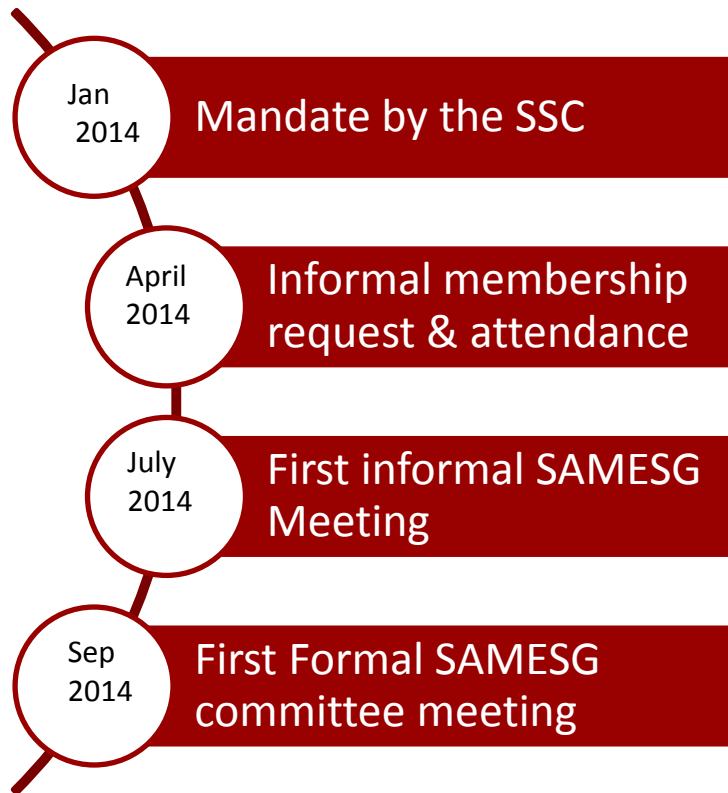 Jan
2014
Mandate by the SSC
April
2014
Informal membership
request & attendance
July
2014
First informal SAMESG
Meeting
Sep
2014
First Formal SAMESG
committee meeting